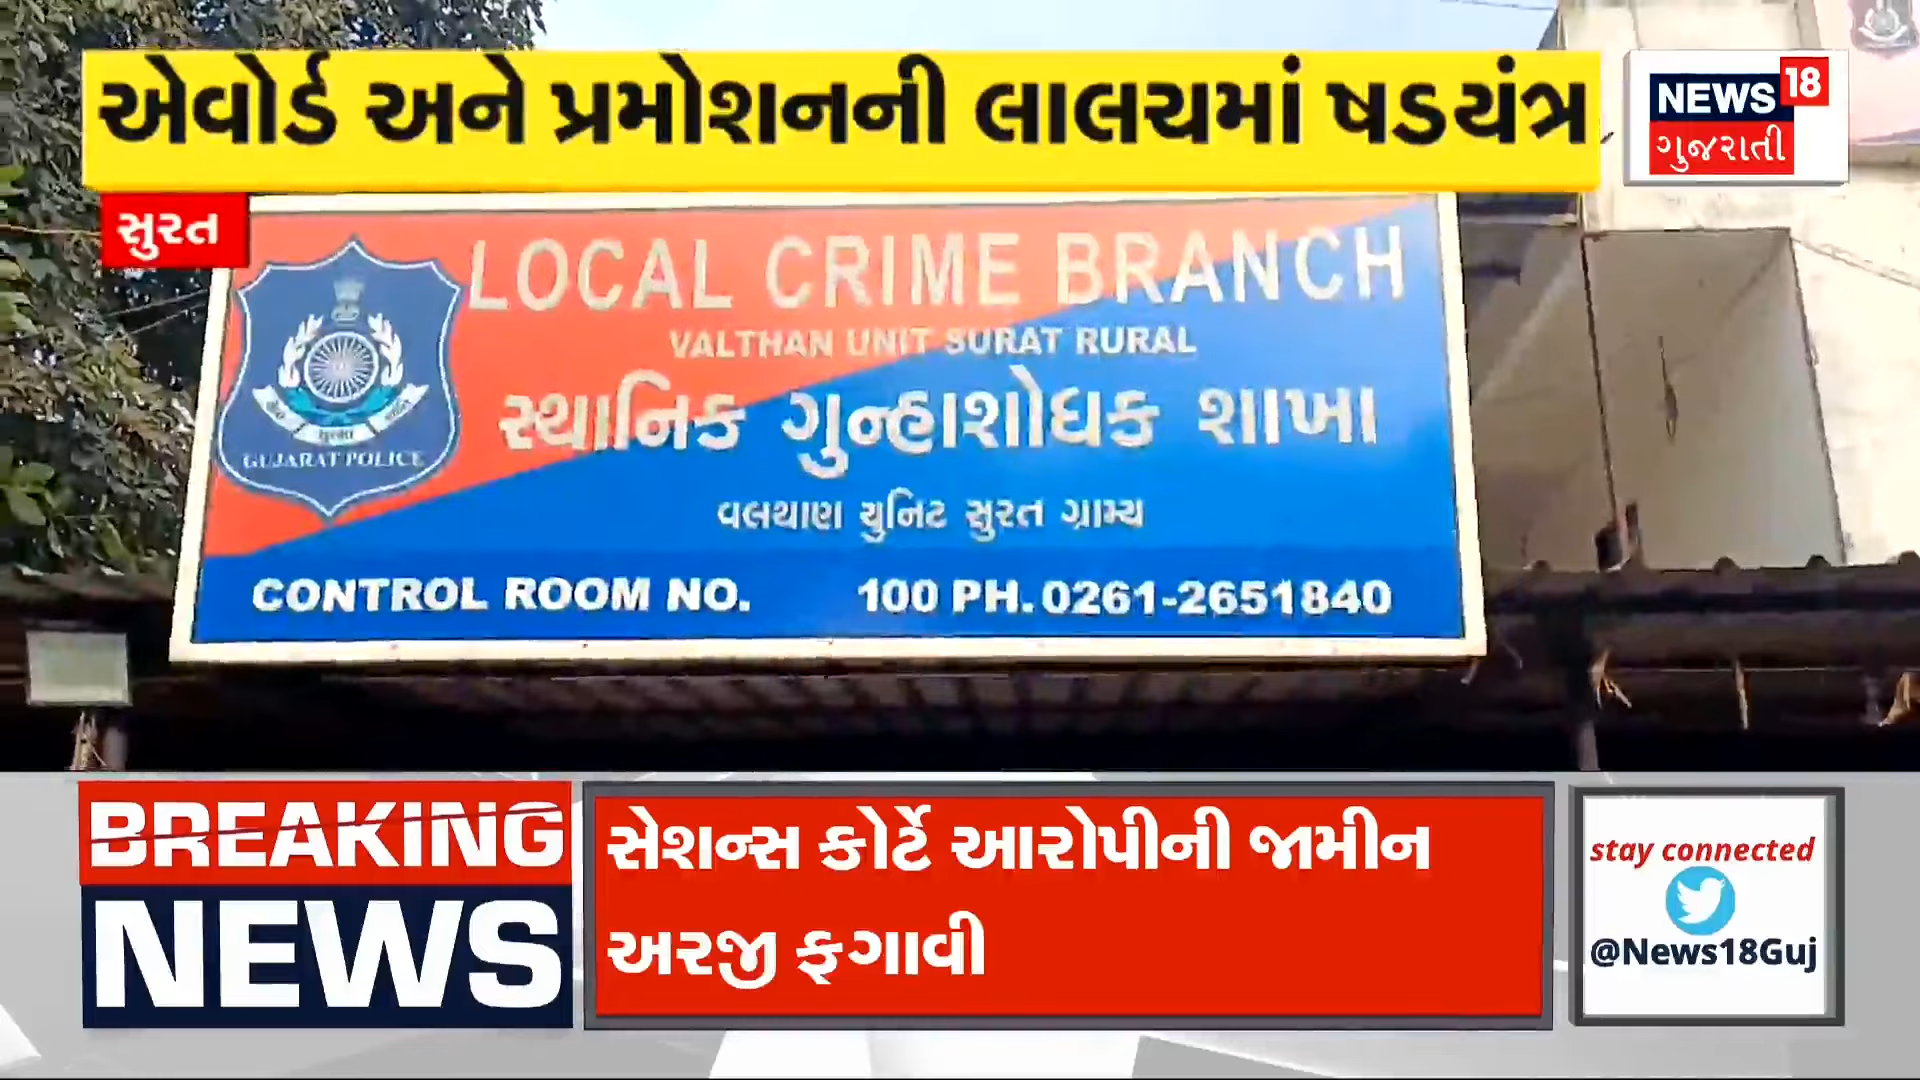 એવોર્ડ અને પ્રમોશનની લાલચમાં ષડયંત્ર
NEWS 18
ગુજરાતી
સુરત
LOCAL CRIME BRANCH
VALTHAN UNIT SURAT RURAL
સ્થાનિક ગુન્હાશોધક શાખા
વલથાણ યુનિટ સુરત ગ્રામ્ય
GUJARAT POLICE
CONTROL ROOM NO. 100 PH. 0261-2651840
BREAKING
NEWS
સેશન્સ કોર્ટે આરોપીની જામીન
અરજી ફગાવી
stay connected
@News18Guj